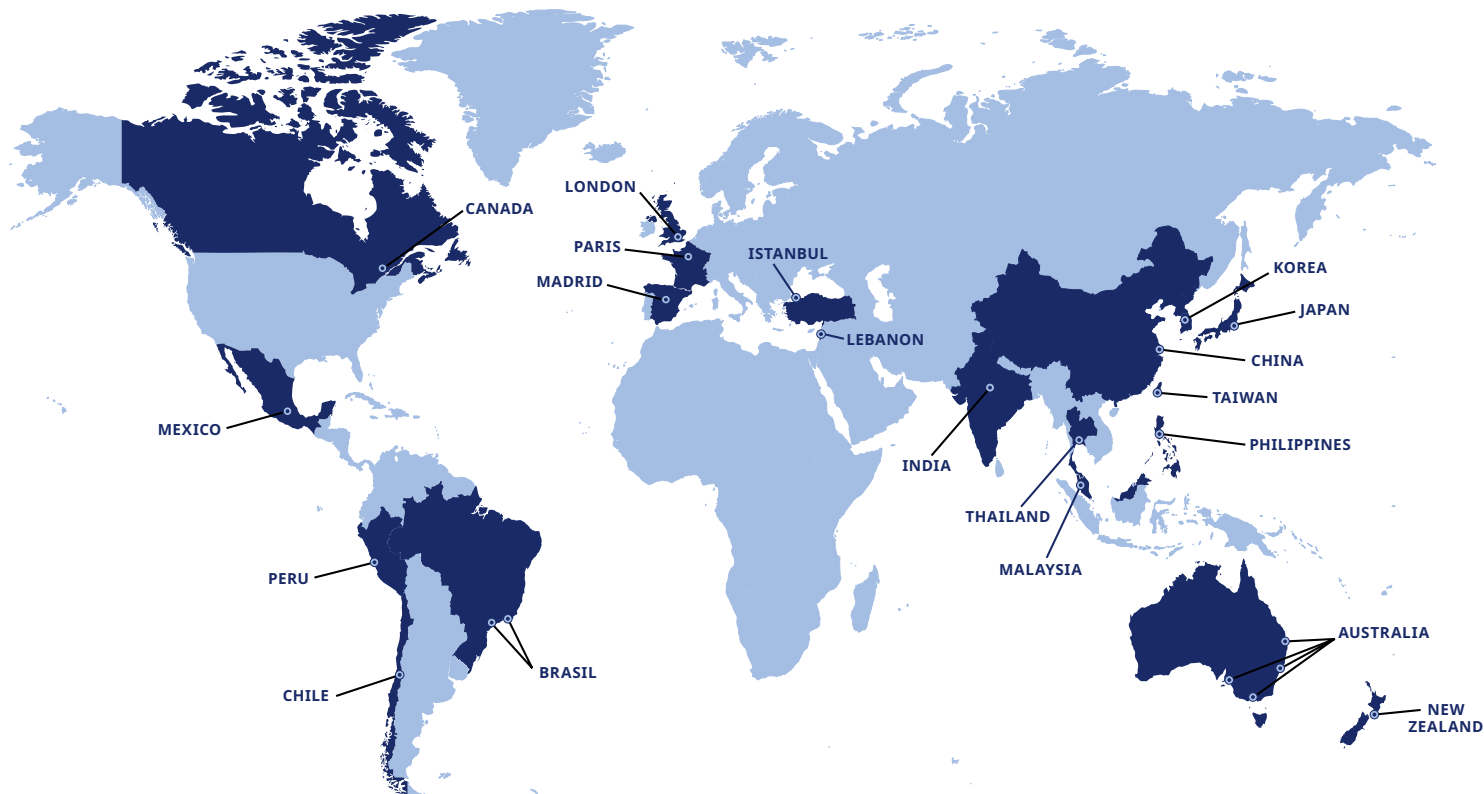 LONDON
CANADA
PARIS
ISTANBUL
KOREA
MADRID
JAPAN
LEBANON
CHINA
TAIWAN
MEXICO
PHILIPPINES
INDIA
THAILAND
MALAYSIA
PERU
AUSTRALIA
BRASIL
CHILE
NEW
ZEALAND